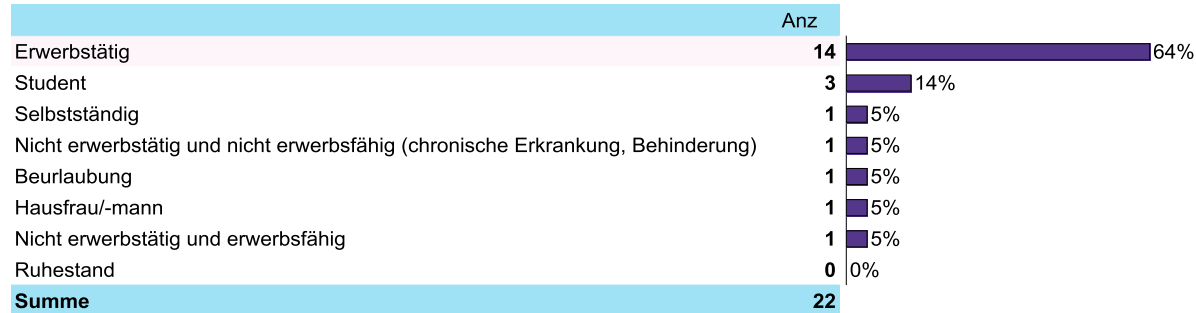 Anz
Erwerbstätig 14 64%
Student 3 14%
Selbstständig 1 5%
Nicht erwerbstätig und nicht erwerbsfähig (chronische Erkrankung, Behinderung) 1 5%
Beurlaubung 1 5%
Hausfrau/-mann 1 5%
Nicht erwerbstätig und erwerbsfähig 1 5%
Ruhestand 0 0%
Summe 22